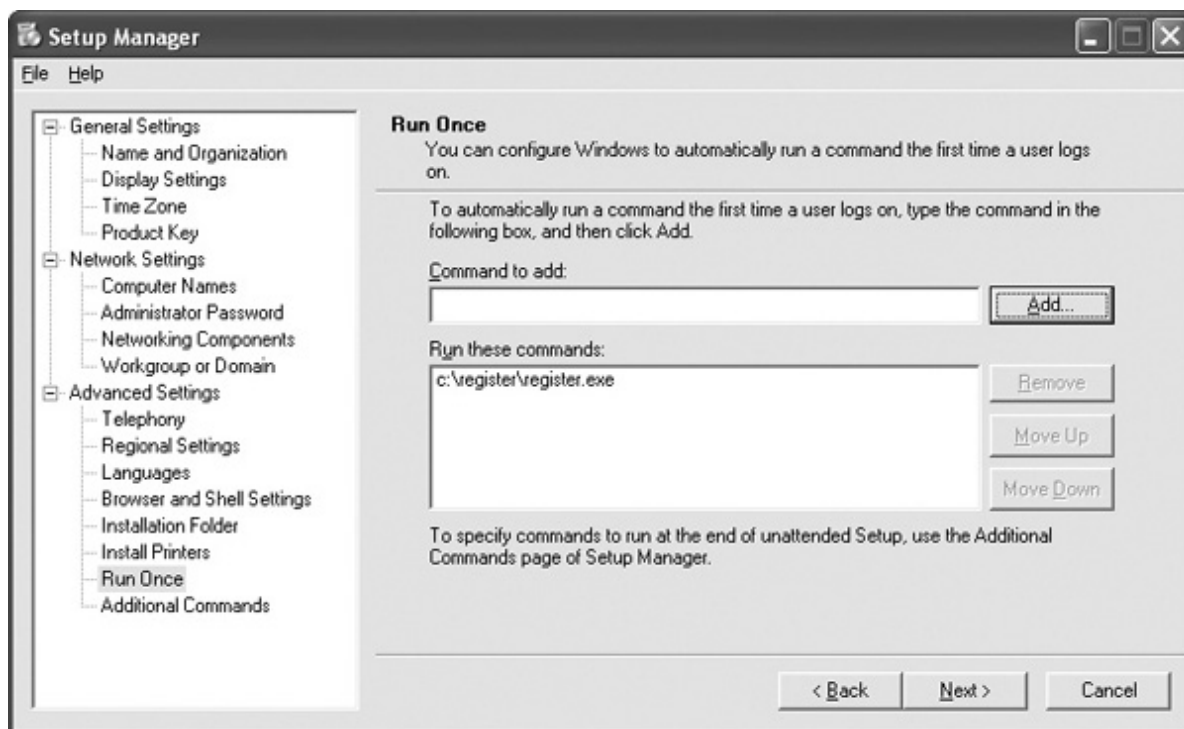 Setup Manager
File Help
General Settings
Name and Organization
Display Settings
Time Zone
Product Key
Network Settings
Computer Names
Administrator Password
Networking Components
Workgroup or Domain
Advanced Settings
Telephony
Regional Settings
Languages
Browser and Shell Settings
Installation Folder
Install Printers
Run Once
Additional Commands
Run Once
You can configure Windows to automatically run a command the first time a user logs
on.
To automatically run a command the first time a user logs on, type the command in the
following box, and then click Add.
Command to add:
Add...
Run these commands:
c:\register\register.exe
Remove
Move Up
Move Down
To specify commands to run at the end of unattended Setup, use the Additional
Commands page of Setup Manager.
< Back Next > Cancel